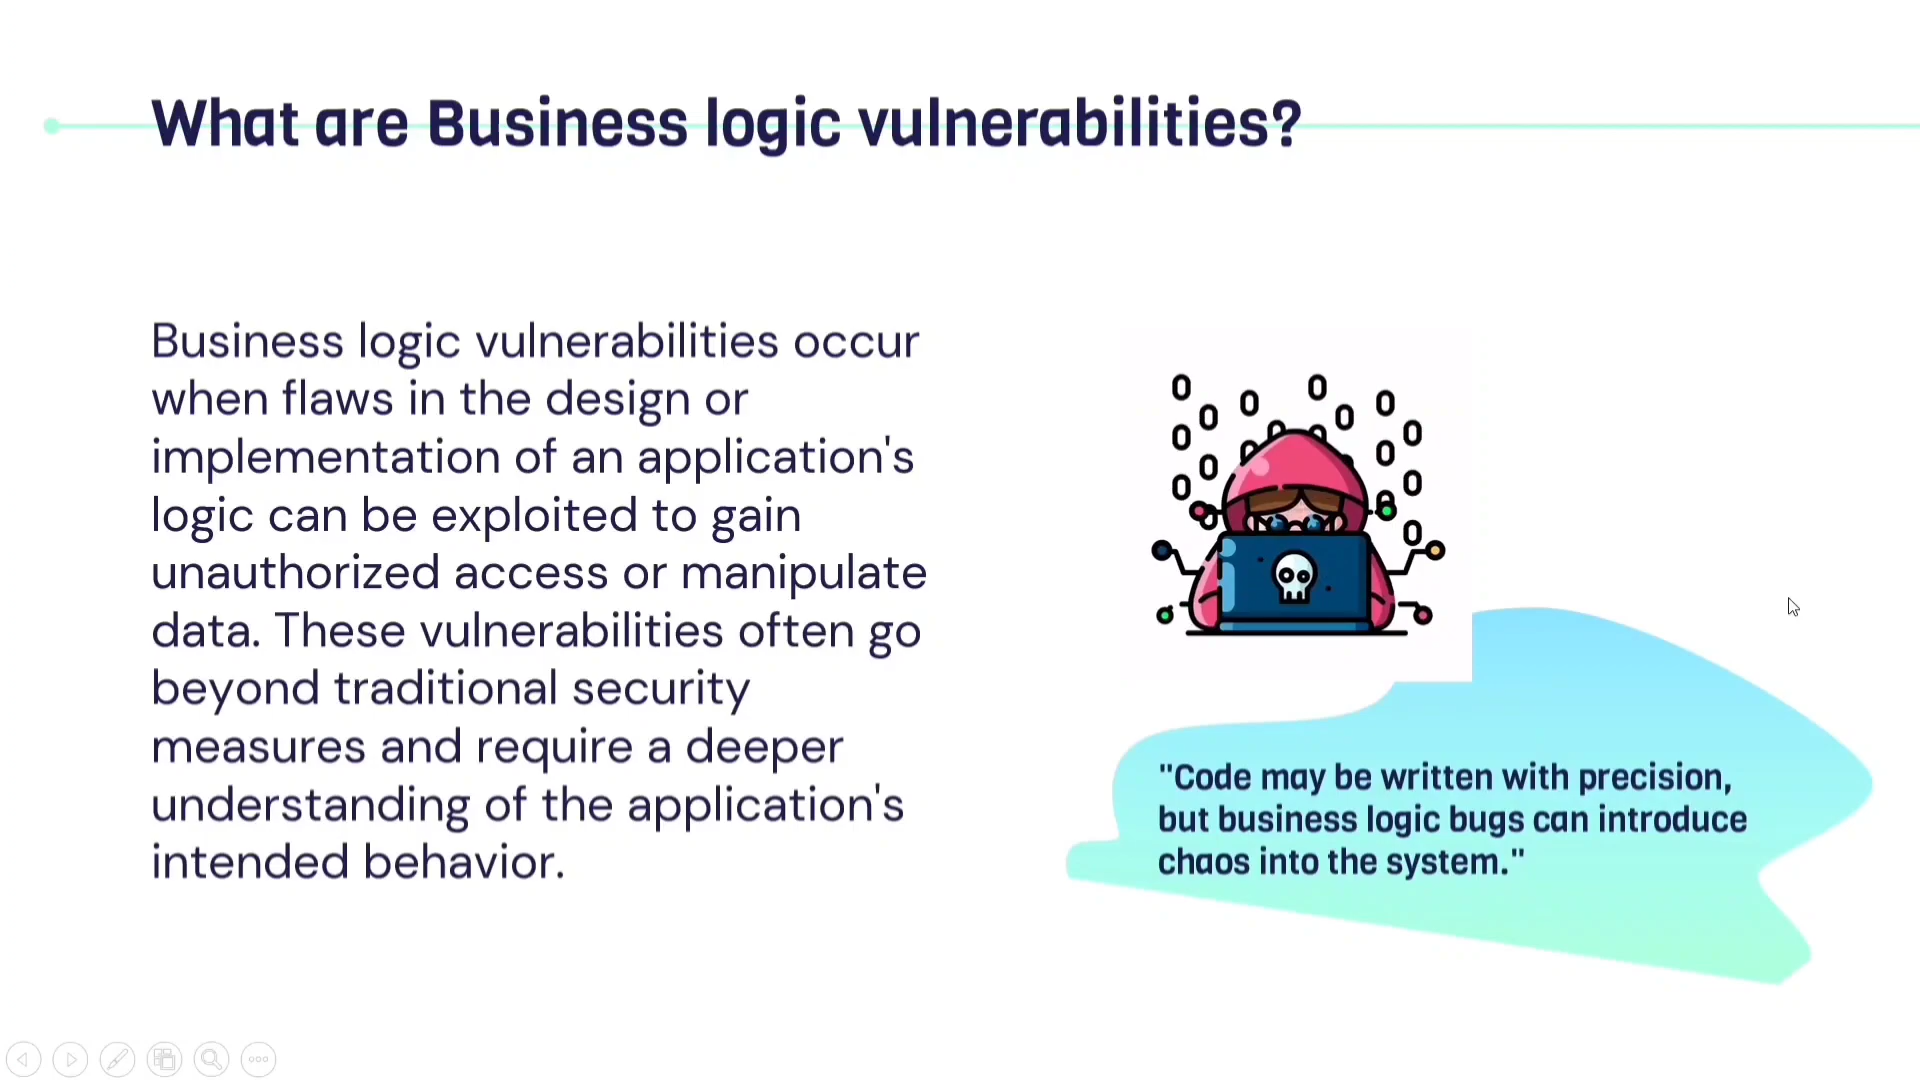 What are Business logic vulnerabilities?
Business logic vulnerabilities occur
when flaws in the design or
implementation of an application's
logic can be exploited to gain
unauthorized access or manipulate
data. These vulnerabilities often go
beyond traditional security
measures and require a deeper
understanding of the application's
intended behavior.
"Code may be written with precision,
but business logic bugs can introduce
chaos into the system."